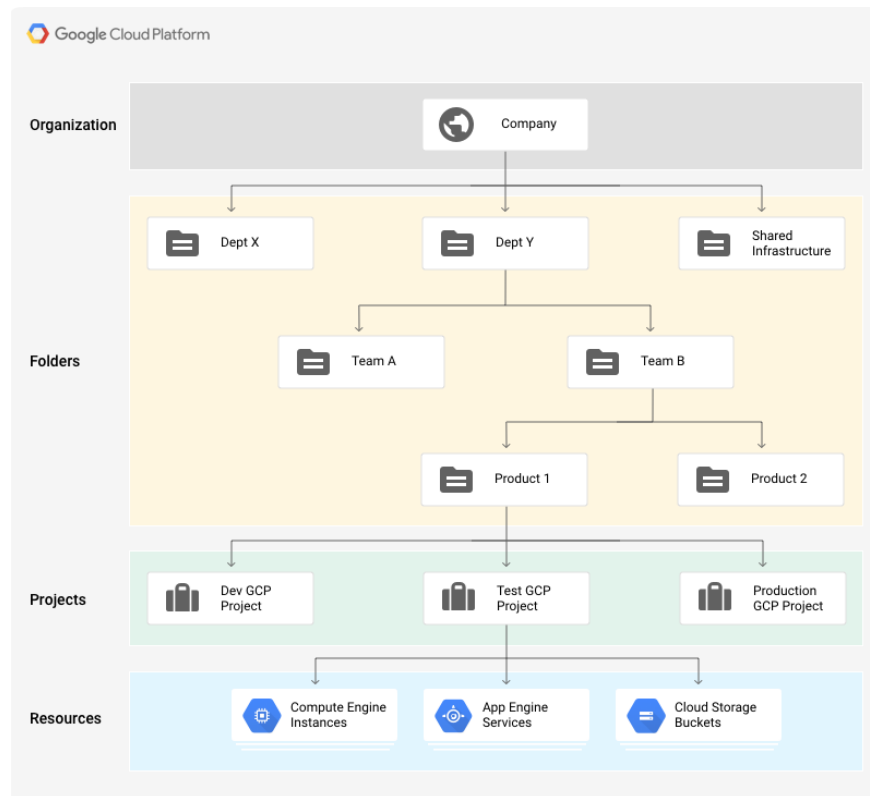 Google Cloud Platform
Organization
Company
Dept X
Dept Y
Shared
Infrastructure
Folders
Team A
Team B
Product 1
Product 2
Projects
Dev GCP
Project
Test GCP
Project
Production
GCP Project
Resources
Compute Engine
Instances
App Engine
Services
Cloud Storage
Buckets